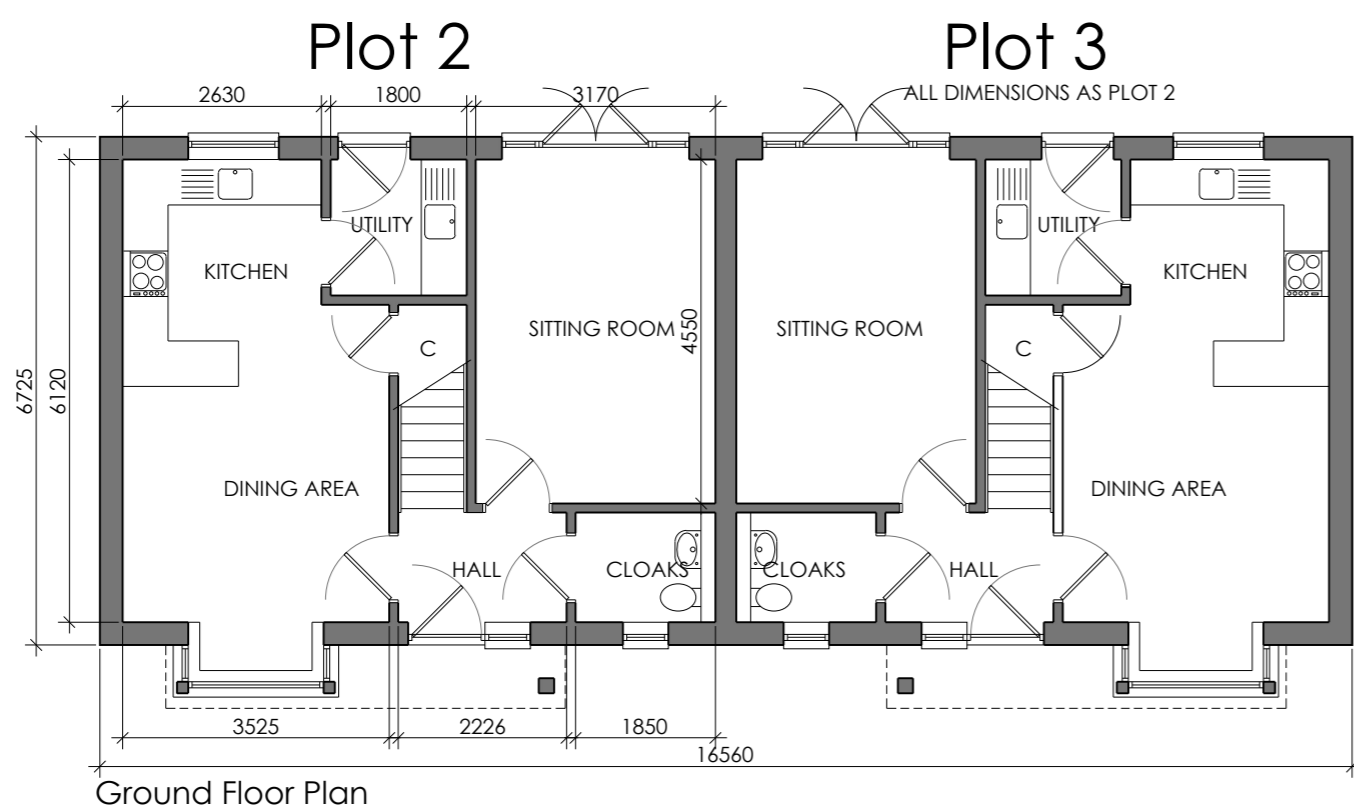 Plot 2
Plot 3
ALL DIMENSIONS AS PLOT 2
2630
1800
3170
UTILITY
UTILITY
KITCHEN
KITCHEN
SITTING ROOM
SITTING ROOM
4550
C
C
6725
6120
DINING AREA
DINING AREA
HALL
CLOAKS
CLOAKS
HALL
3525
2226
1850
16560
Ground Floor Plan